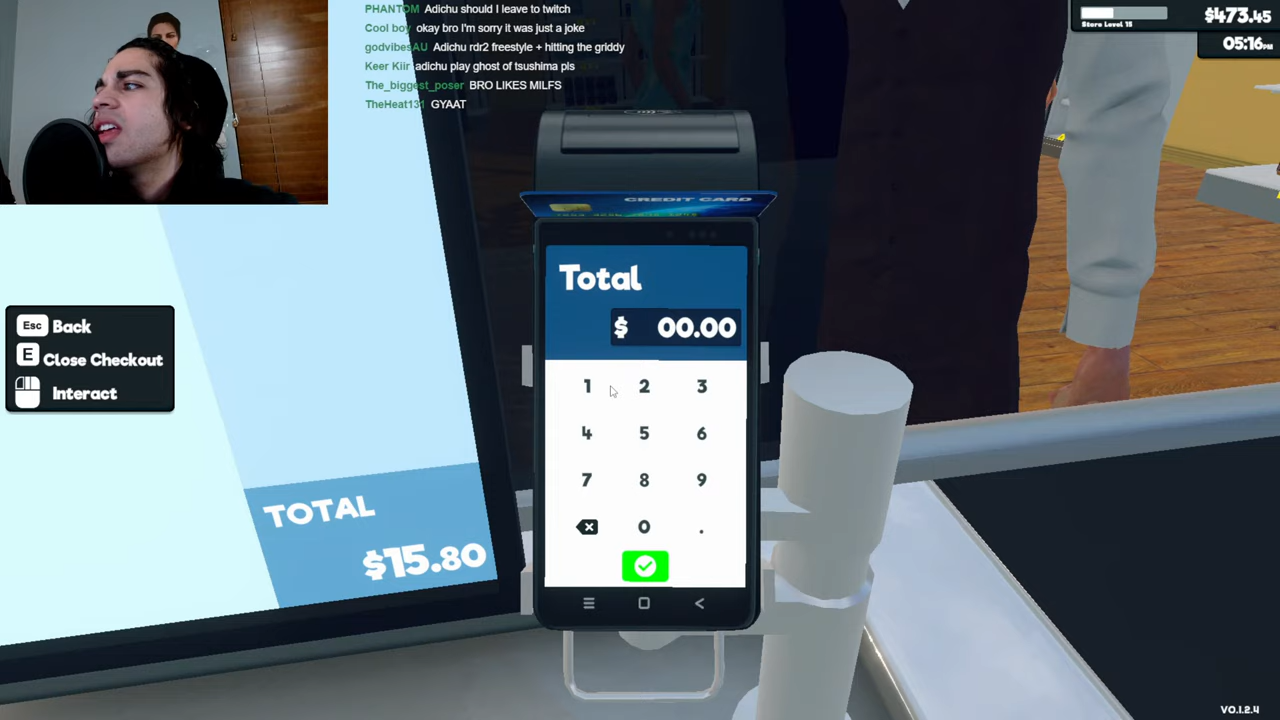 PHANTOM Adichu should I leave to twitch
Cool boy okay bro I'm sorry it was just a joke
godvibesAU Adichu rdr2 freestyle + hitting the griddy
Keer Kiir adichu play ghost of tsushima pls
The_biggest_poser BRO LIKES MILFS
TheHeat131 GYAAT
$473.45
Store Level 15
05:16PM
CREDIT CARD
Total
$ 00.00
Esc Back
E Close Checkout
Interact
1 2 3
4 5 6
7 8 9
0 .
TOTAL
$15.80
V0.1.2.4